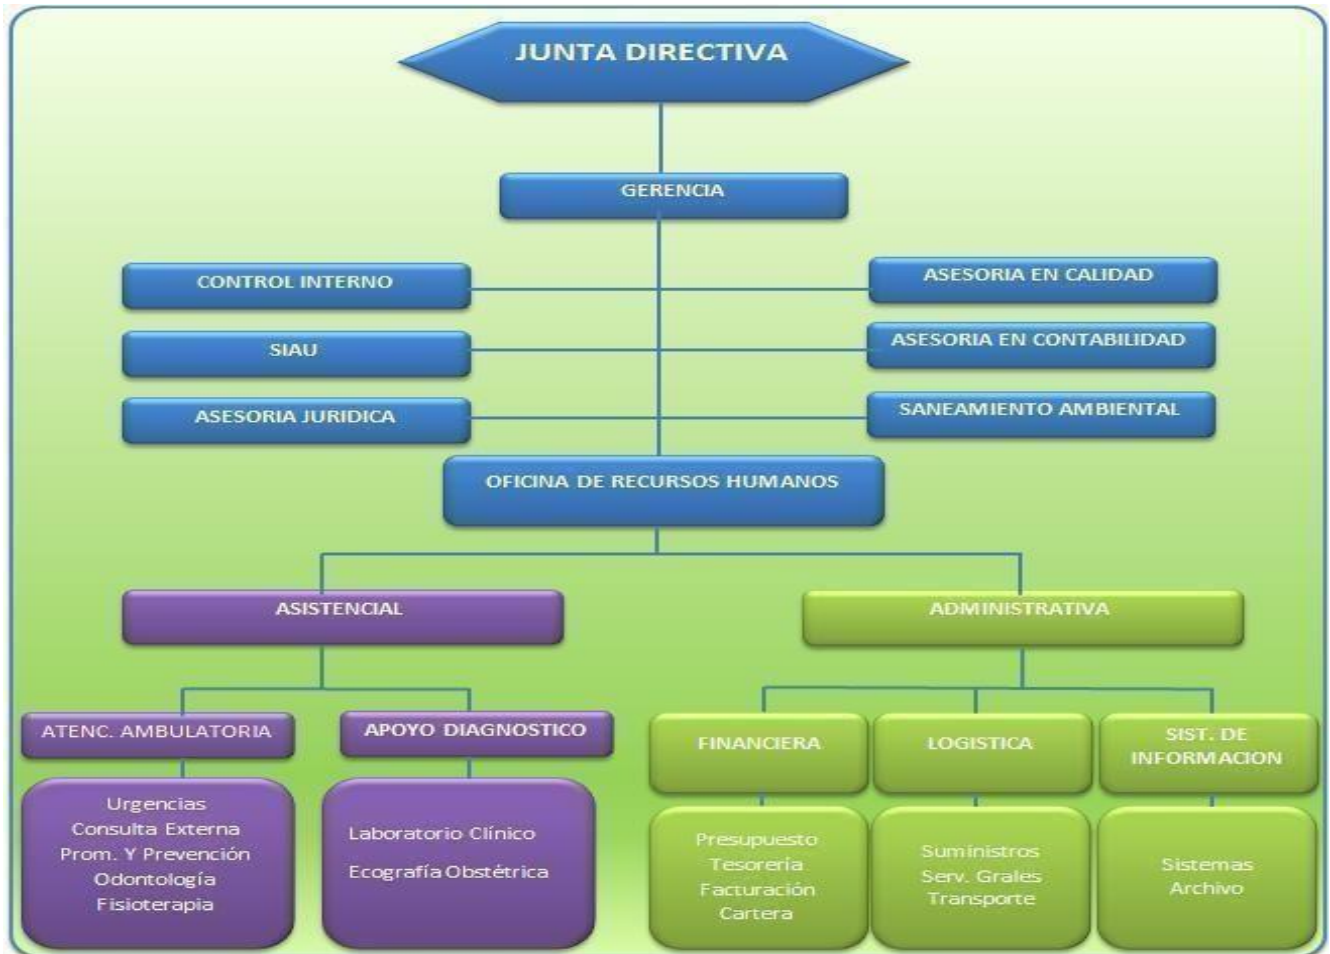 JUNTA DIRECTIVA
GERENCIA
CONTROL INTERNO
ASESORIA EN CALIDAD
SIAU
ASESORIA EN CONTABILIDAD
ASESORIA JURIDICA
SANEAMIENTO AMBIENTAL
OFICINA DE RECURSOS HUMANOS
ASISTENCIAL
ADMINISTRATIVA
ATENC. AMBULATORIA
APOYO DIAGNOSTICO
FINANCIERA
LOGISTICA
SIST. DE
INFORMACION
Urgencias
Consulta Externa
Prom. Y Prevención
Odontología
Fisioterapia
Laboratorio Clínico
Ecografía Obstétrica
Presupuesto
Tesorería
Facturación
Cartera
Suministros
Serv. Grales
Transporte
Sistemas
Archivo